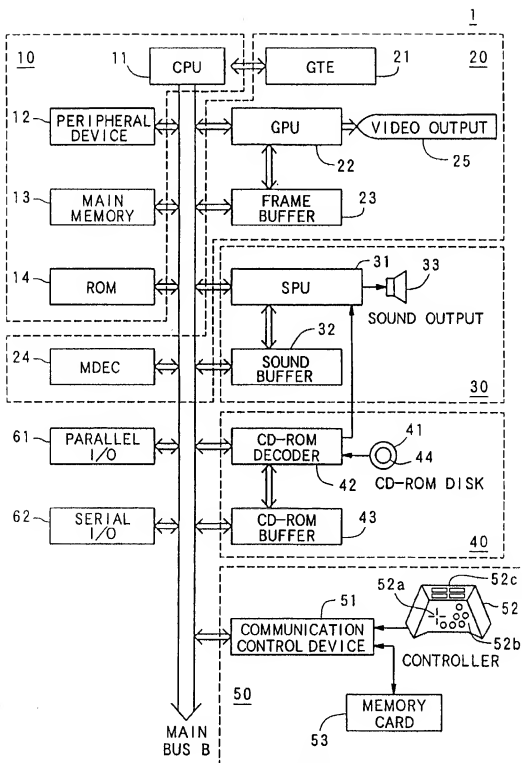 1
10
11
CPU
GTE
21
20
12
PERIPHERAL
DEVICE
GPU
VIDEO OUTPUT
22
25
13
MAIN
MEMORY
FRAME
BUFFER
23
14
ROM
31
SPU
33
SOUND OUTPUT
32
24
MDEC
SOUND
BUFFER
30
61
PARALLEL
I/O
CD-ROM
DECODER
41
44
42
CD-ROM DISK
62
SERIAL
I/O
CD-ROM
BUFFER
43
40
52c
52a
52
51
COMMUNICATION
CONTROL DEVICE
52b
CONTROLLER
50
MEMORY
CARD
53
MAIN
BUS B